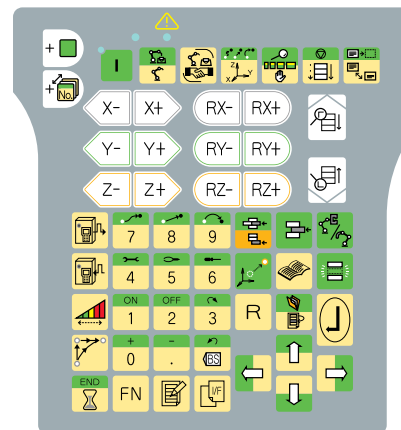 +
+ No.
I
Z Y X
X- X+ RX- RX+
Y- Y+ RY- RY+
Z- Z+ RZ- RZ+
7 8 9
4 5 6
ON OFF
1 2 3 R
+ -
0 . BS
END
FN I/F